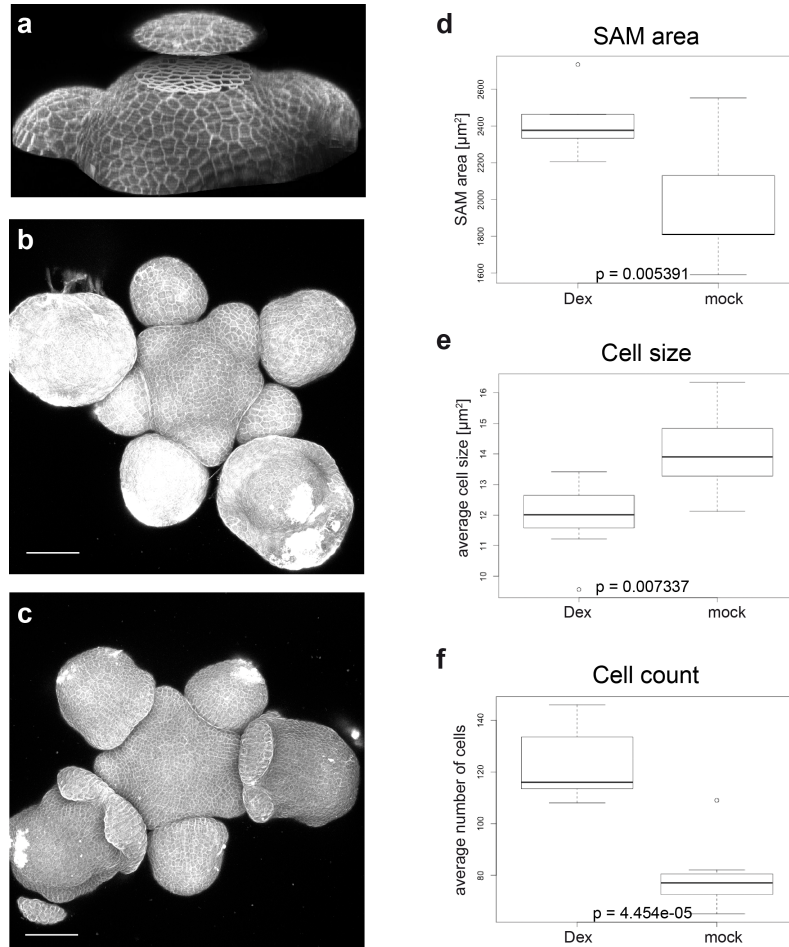 a
b
c
d
SAM area
SAM area [µm²]
1600
1800
2000
2200
2400
2600
p = 0.005391
Dex
mock
e
Cell size
average cell size [µm²]
10
11
12
13
14
15
16
p = 0.007337
Dex
mock
f
Cell count
average number of cells
80
100
120
140
p = 4.454e-05
Dex
mock